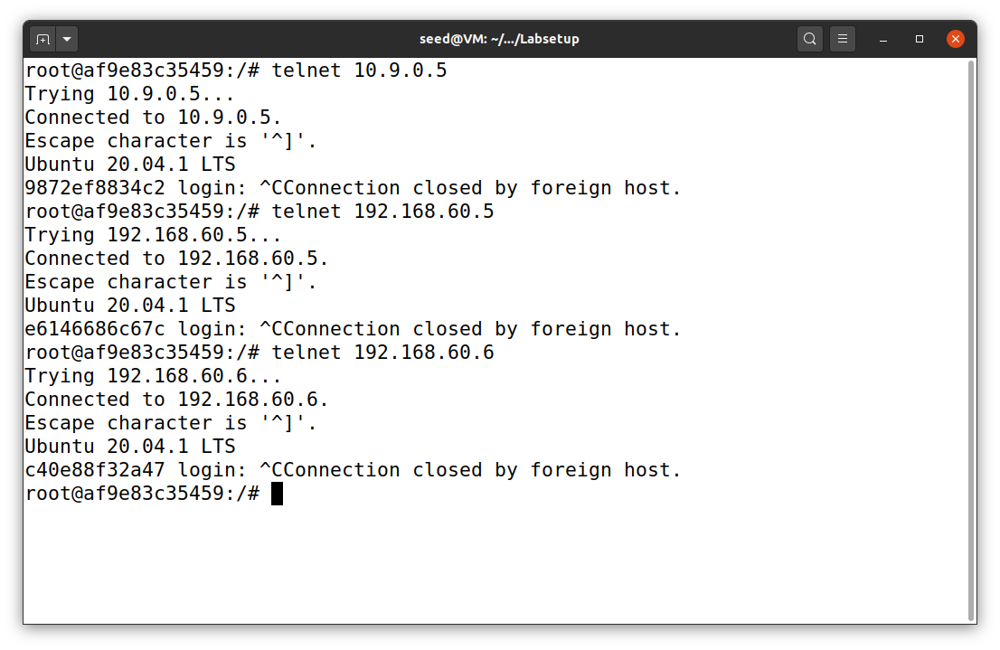 seed@VM: ~/.../Labsetup
root@af9e83c35459:/# telnet 10.9.0.5
Trying 10.9.0.5...
Connected to 10.9.0.5.
Escape character is '^]'.
Ubuntu 20.04.1 LTS
9872ef8834c2 login: ^CConnection closed by foreign host.
root@af9e83c35459:/# telnet 192.168.60.5
Trying 192.168.60.5...
Connected to 192.168.60.5.
Escape character is '^]'.
Ubuntu 20.04.1 LTS
e6146686c67c login: ^CConnection closed by foreign host.
root@af9e83c35459:/# telnet 192.168.60.6
Trying 192.168.60.6...
Connected to 192.168.60.6.
Escape character is '^]'.
Ubuntu 20.04.1 LTS
c40e88f32a47 login: ^CConnection closed by foreign host.
root@af9e83c35459:/#